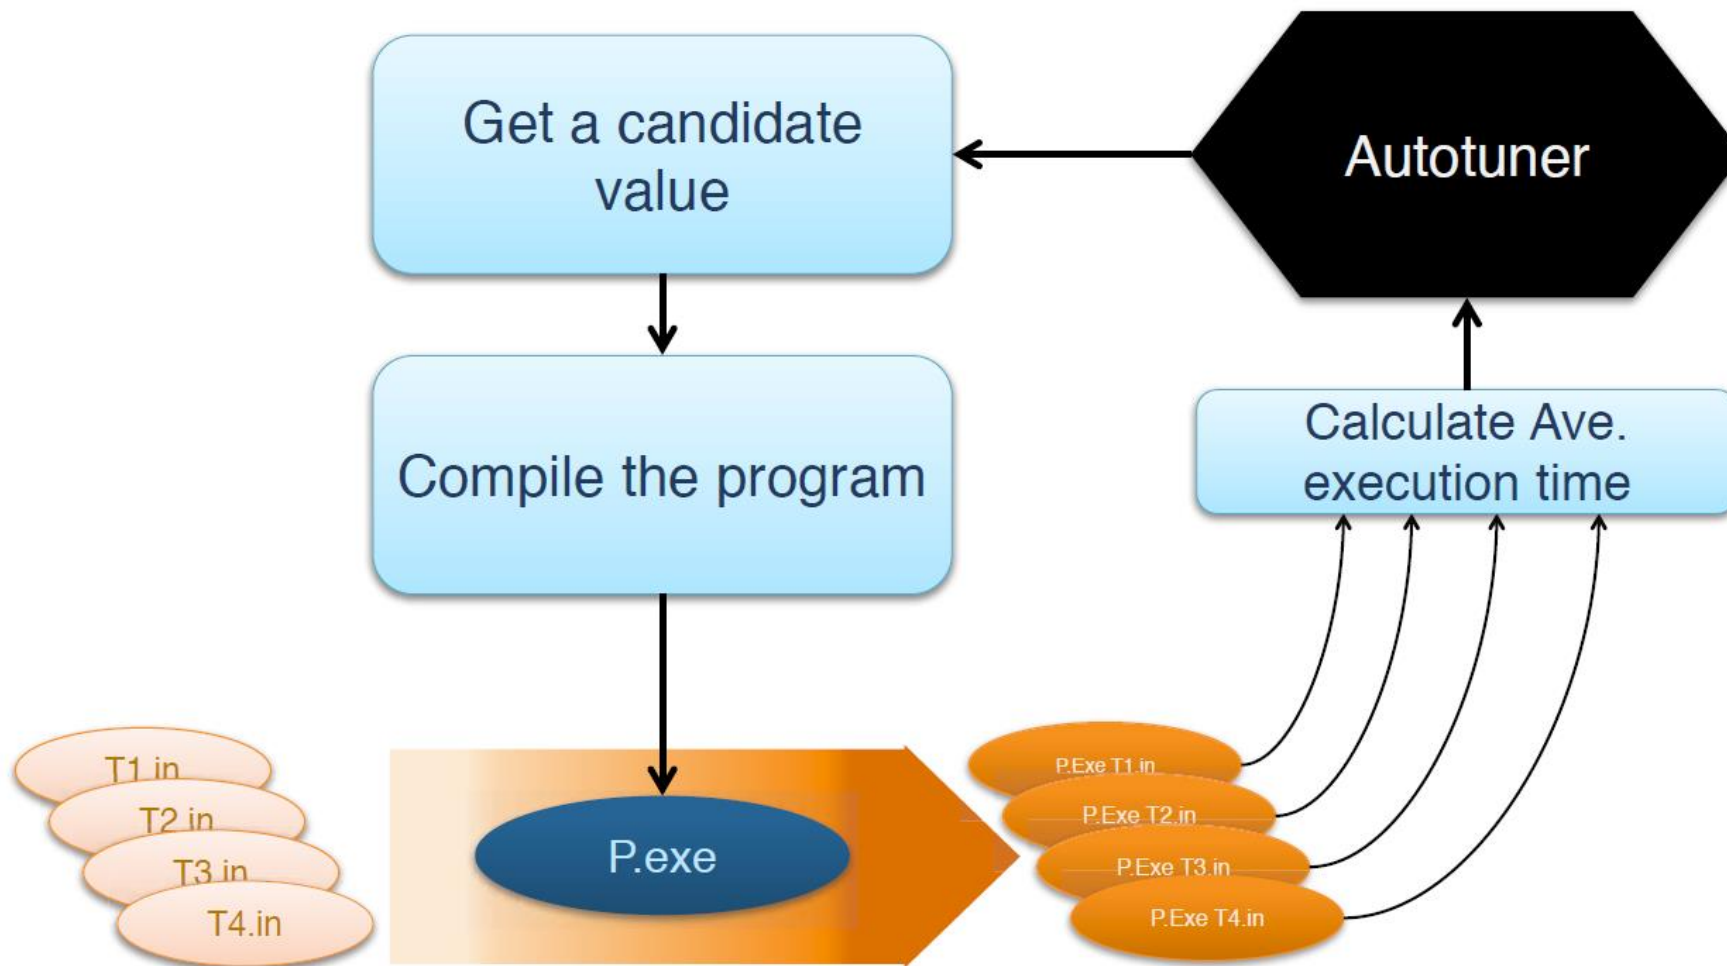 Get a candidate
value
Autotuner
Compile the program
Calculate Ave.
execution time
T1.in
T2.in
T3.in
T4.in
P.exe
P.Exe T1.in
P.Exe T2.in
P.Exe T3.in
P.Exe T4.in